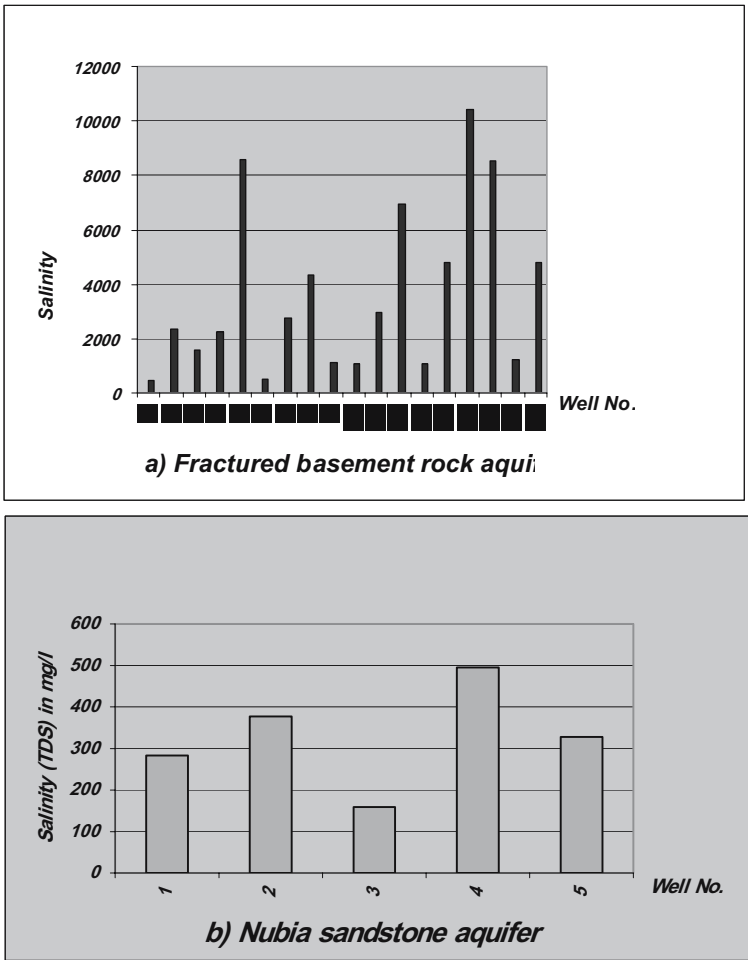 12000
10000
8000
6000
4000
2000
0
Salinity
Well No.
a) Fractured basement rock aqui
600
500
400
300
200
100
0
Salinity (TDS) in mg/l
1 2 3 4 5
Well No.
b) Nubia sandstone aquifer